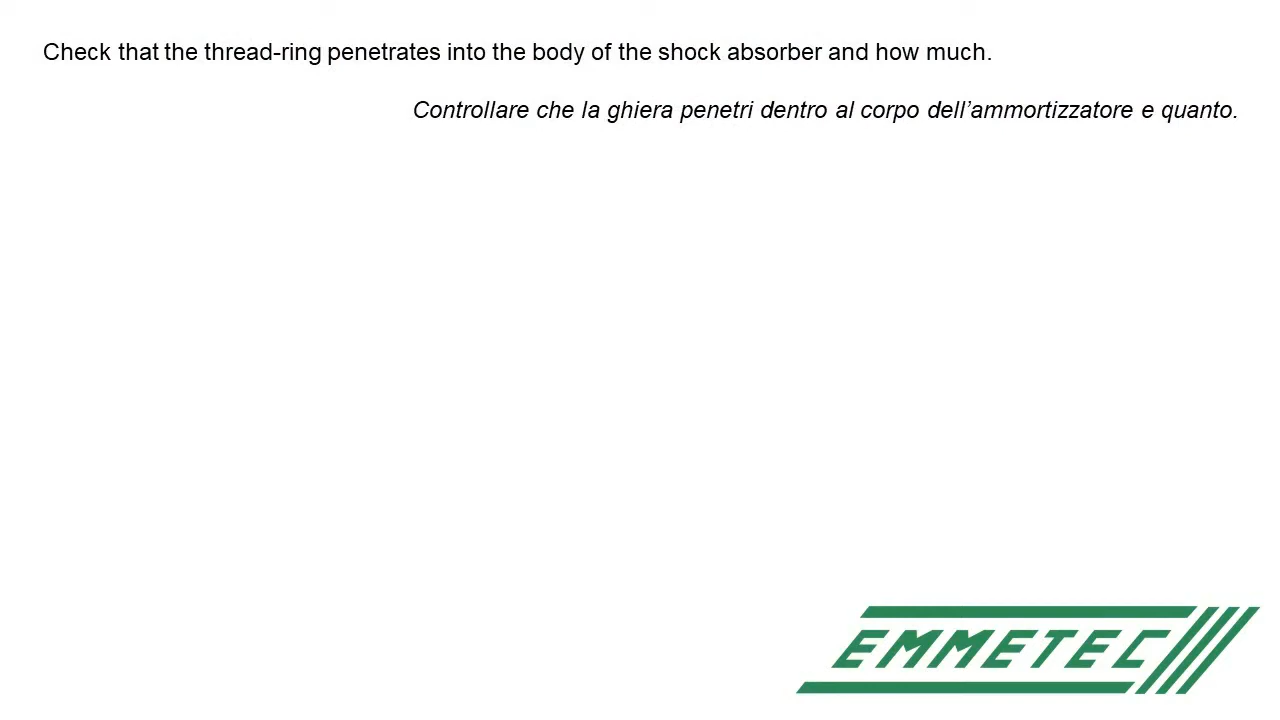 Check that the thread-ring penetrates into the body of the shock absorber and how much.
Controllare che la ghiera penetri dentro al corpo dell’ammortizzatore e quanto.
EMMETEC